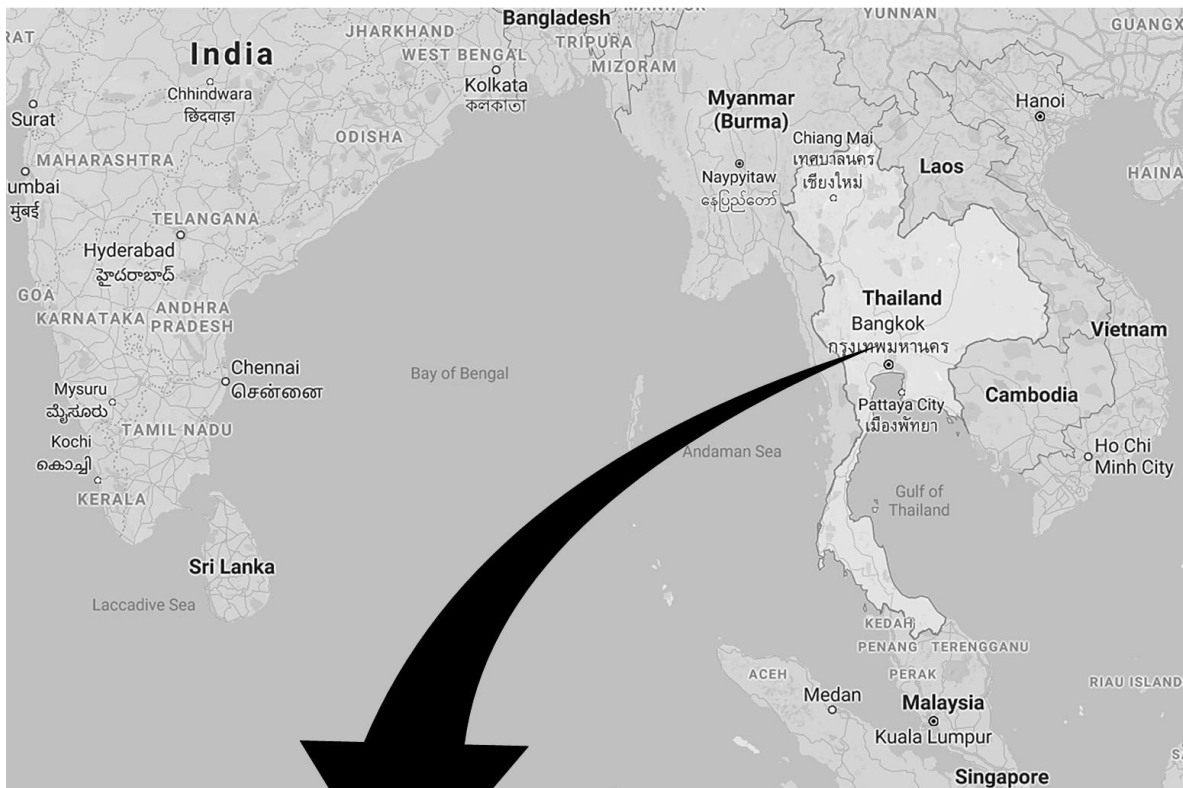 Bangladesh
YUNNAN
India
JHARKHAND
TRIPURA
GUANGX
WEST BENGAL
MIZORAM
Chhindwara
छिंदवाड़ा
Kolkata
কলকাতা
Myanmar
(Burma)
Hanoi
Surat
ODISHA
Chiang Mai
เทศบาลนคร
เชียงใหม่
MAHARASHTRA
Naypyitaw
နေပြည်တော်
Laos
HAINA
umbai
मुंबई
TELANGANA
Hyderabad
హైదరాబాద్
GOA
KARNATAKA
ANDHRA
PRADESH
Thailand
Bangkok
กรุงเทพมหานคร
Vietnam
Chennai
சென்னை
Bay of Bengal
Mysuru
ಮೈಸೂರು
Cambodia
Pattaya City
เมืองพัทยา
TAMIL NADU
Kochi
കൊച്ചി
Andaman Sea
Ho Chi
Minh City
KERALA
Gulf of
Thailand
Sri Lanka
Laccadive Sea
KEDAH
PENANG
TERENGGANU
ACEH
PERAK
RIAU ISLAND
Medan
Malaysia
Kuala Lumpur
Singapore